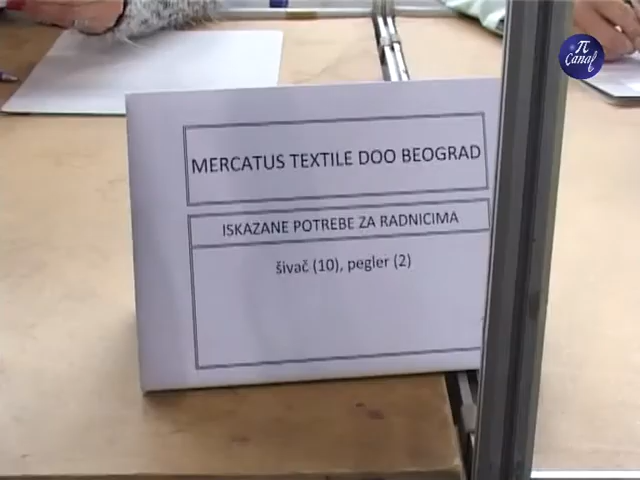 π
Canal
MERCATUS TEXTILE DOO BEOGRAD
ISKAZANE POTREBE ZA RADNICIMA
šivač (10), pegler (2)